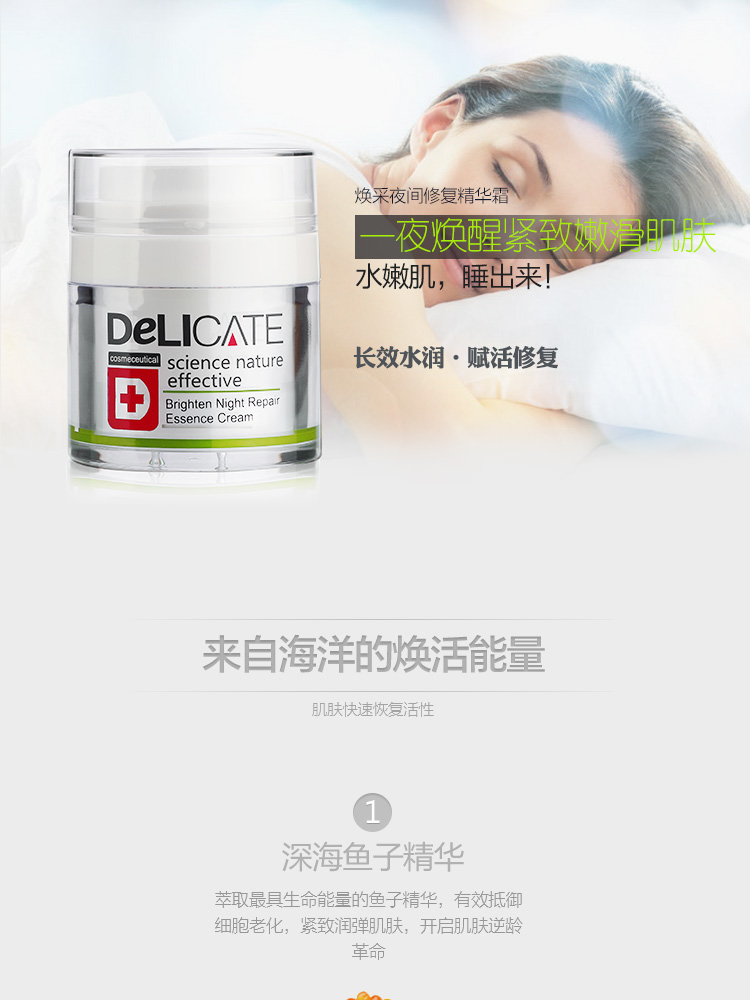 焕采夜间修复精华霜
一夜焕醒紧致嫩滑肌肤
水嫩肌，睡出来！
长效水润·赋活修复
DeLICATE
cosmeceutical
science nature
effective
Brighten Night Repair
Essence Cream
来自海洋的焕活能量
肌肤快速恢复活性
1
深海鱼子精华
萃取最具生命能量的鱼子精华，有效抵御
细胞老化，紧致润弹肌肤，开启肌肤逆龄
革命